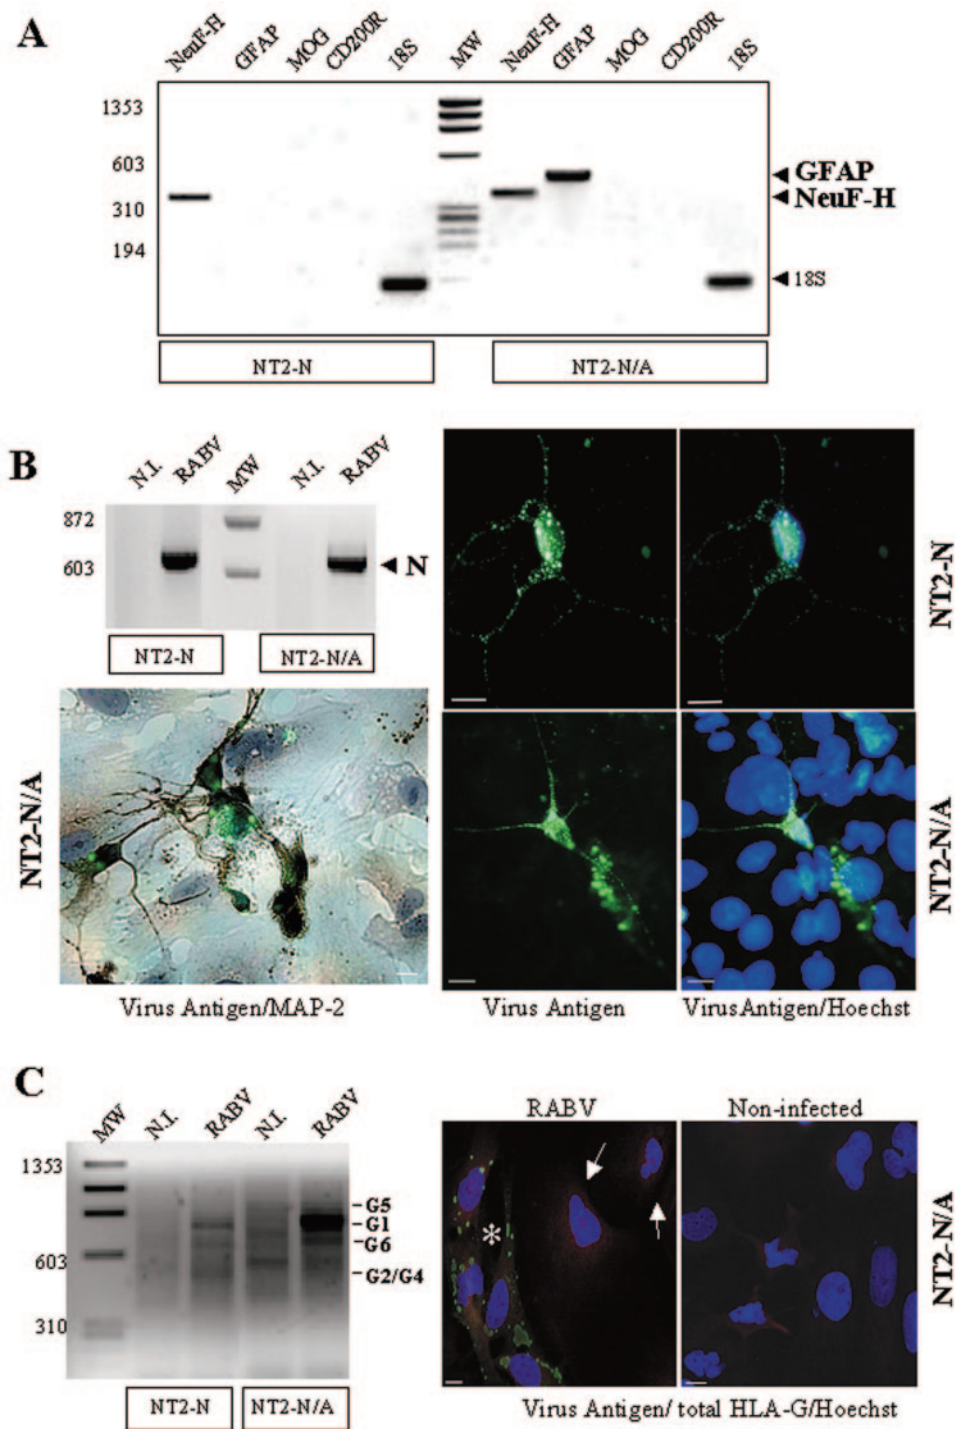 A
NeuF-H GFAP MOG CD200R 18S MW NeuF-H GFAP MOG CD200R 18S
1353
603
310
194
GFAP
NeuF-H
18S
NT2-N NT2-N/A
B
N.I. RABV MW N.I. RABV
872
603
N
NT2-N NT2-N/A
NT2-N
NT2-N/A
NT2-N/A
Virus Antigen/MAP-2 Virus Antigen VirusAntigen/Hoechst
C
MW N.I. RABV N.I. RABV
1353
603
310
G5
G1
G6
G2/G4
NT2-N NT2-N/A
RABV Non-infected
*
NT2-N/A
Virus Antigen/ total HLA-G/Hoechst